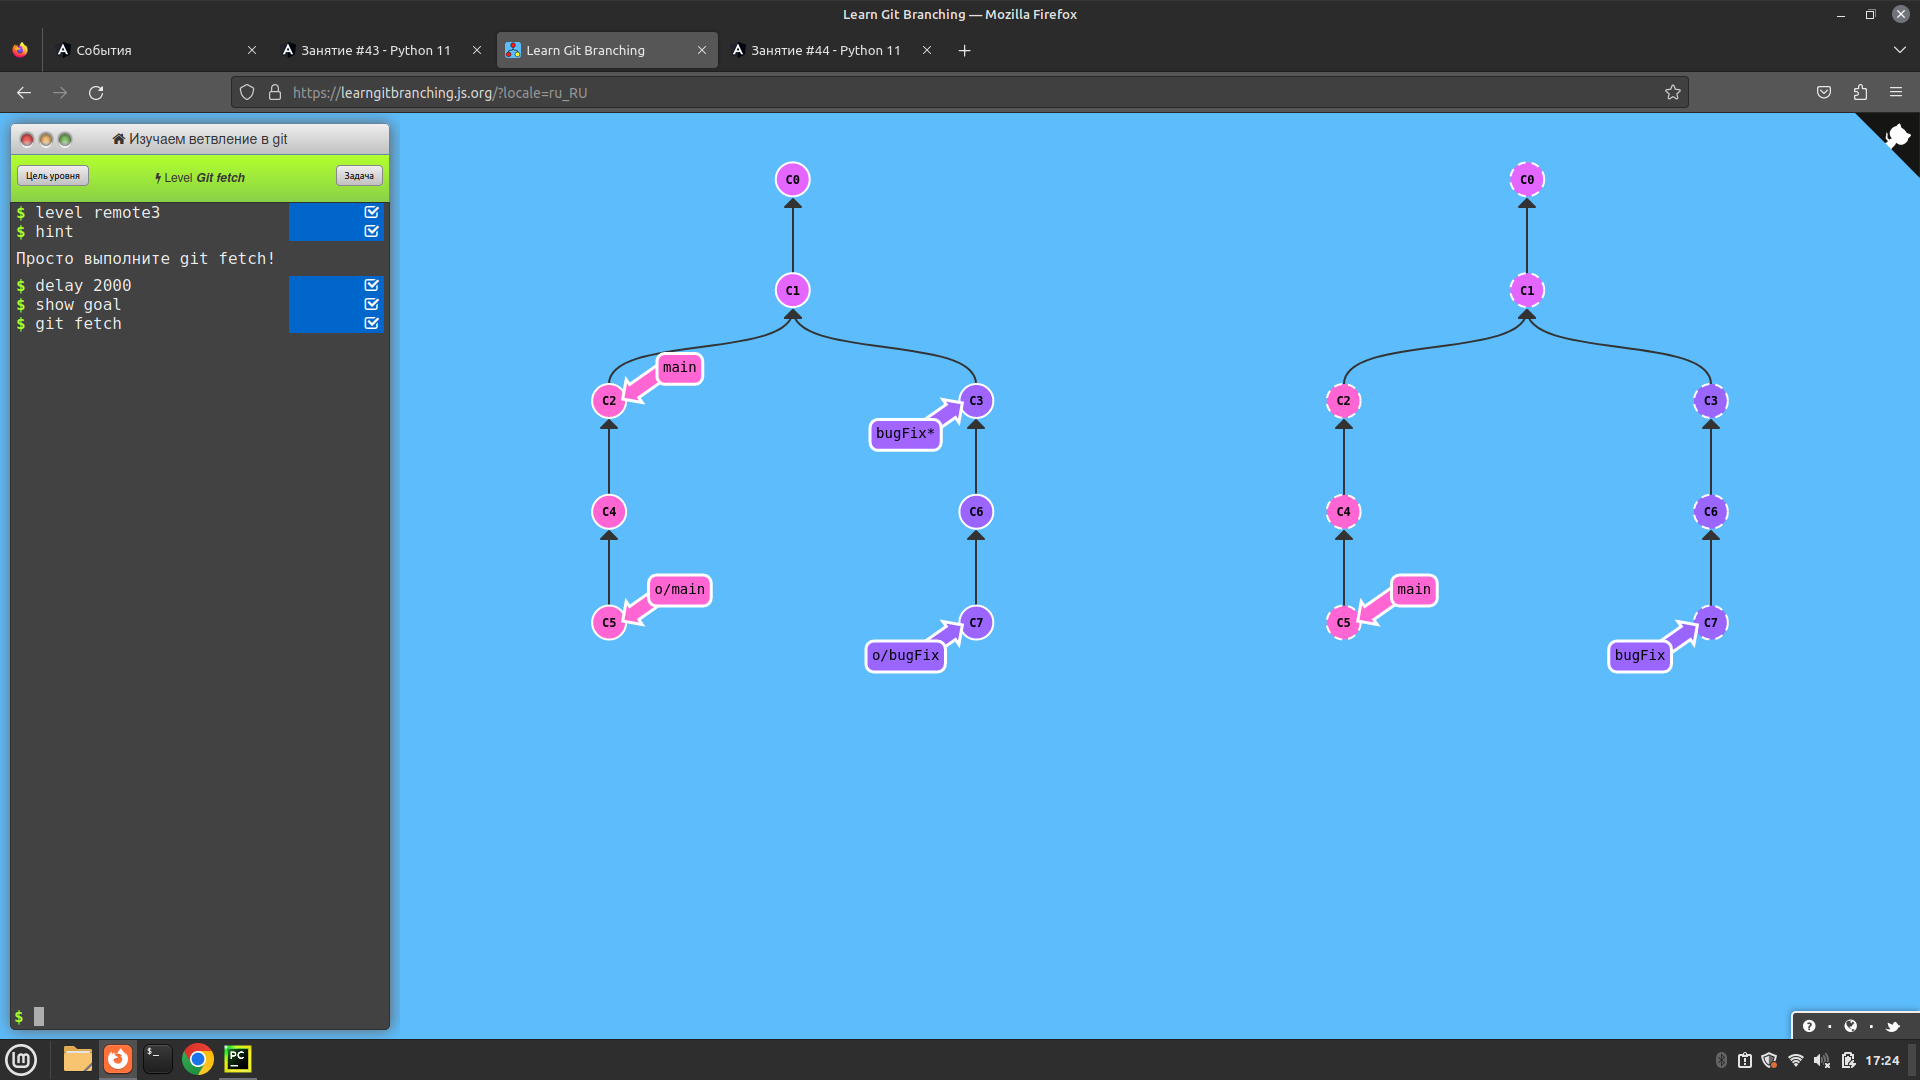 Learn Git Branching — Mozilla Firefox
События
Занятие #43 - Python 11
Learn Git Branching
Занятие #44 - Python 11
https://learngitbranching.js.org/?locale=ru_RU
Изучаем ветвление в git
Цель уровня
Level Git fetch
Задача
$ level remote3
$ hint
Просто выполните git fetch!
$ delay 2000
$ show goal
$ git fetch
$
C0
C1
main
C2
C3
bugFix*
C4
C6
o/main
C5
C7
o/bugFix
C0
C1
C2
C3
C4
C6
main
C5
C7
bugFix
17:24